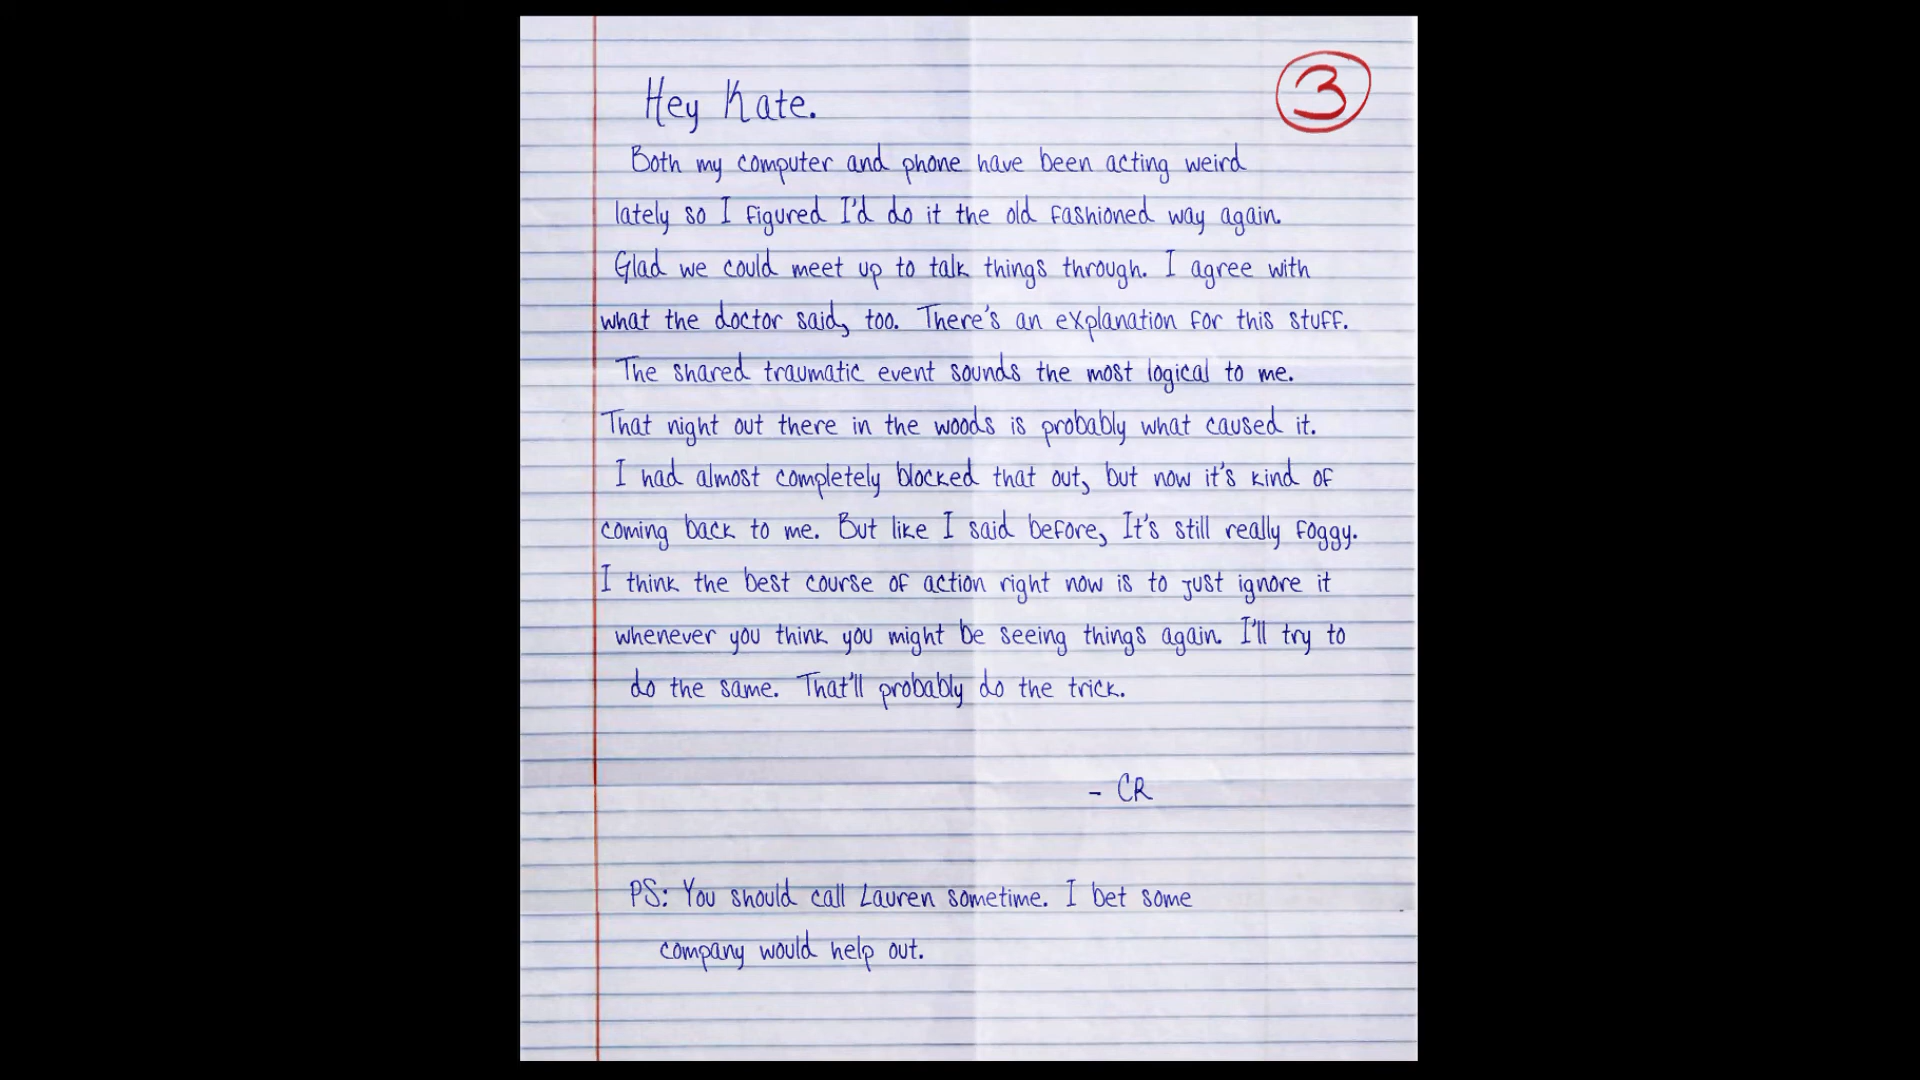 3
Hey Kate.
Both my computer and phone have been acting weird
lately so I figured I'd do it the old fashioned way again.
Glad we could meet up to talk things through. I agree with
what the doctor said, too. There's an explanation for this stuff.
The shared traumatic event sounds the most logical to me.
That night out there in the woods is probably what caused it.
I had almost completely blocked that out, but now it's kind of
coming back to me. But like I said before, It's still really foggy.
I think the best course of action right now is to just ignore it
whenever you think you might be seeing things again. I'll try to
do the same. That'll probably do the trick.
- CR
PS: You should call Lauren sometime. I bet some
company would help out.